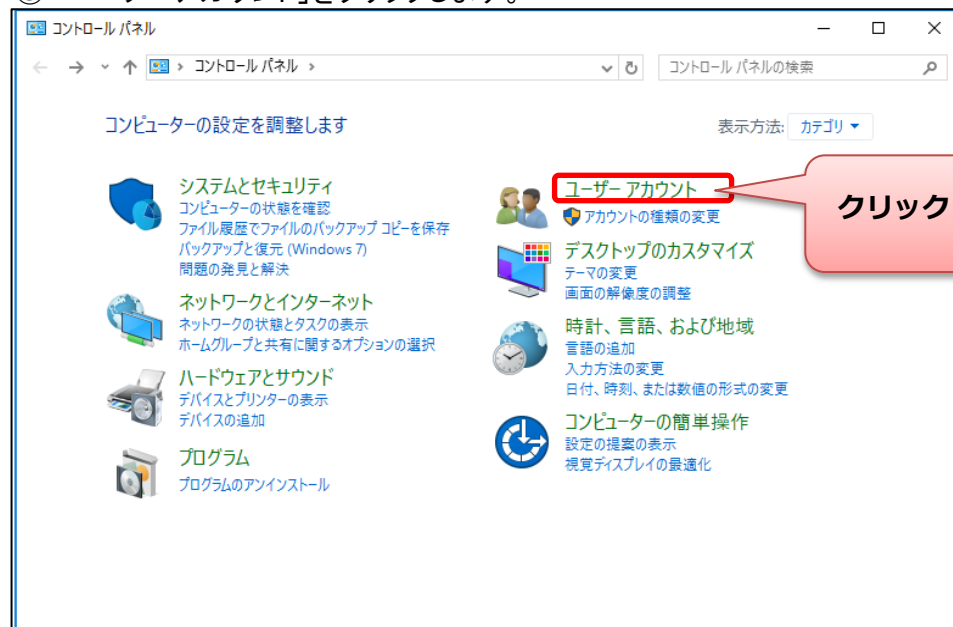 コントロール パネル
コントロール パネル
コントロール パネルの検索
コンピューターの設定を調整します
表示方法: カテゴリ
システムとセキュリティ
コンピューターの状態を確認
ファイル履歴でファイルのバックアップ コピーを保存
バックアップと復元 (Windows 7)
問題の発見と解決
ネットワークとインターネット
ネットワークの状態とタスクの表示
ホームグループと共有に関するオプションの選択
ハードウェアとサウンド
デバイスとプリンターの表示
デバイスの追加
プログラム
プログラムのアンインストール
ユーザー アカウント
アカウントの種類の変更
クリック
デスクトップのカスタマイズ
テーマの変更
画面の解像度の調整
時計、言語、および地域
言語の追加
入力方法の変更
日付、時刻、または数値の形式の変更
コンピューターの簡単操作
設定の提案の表示
視覚ディスプレイの最適化